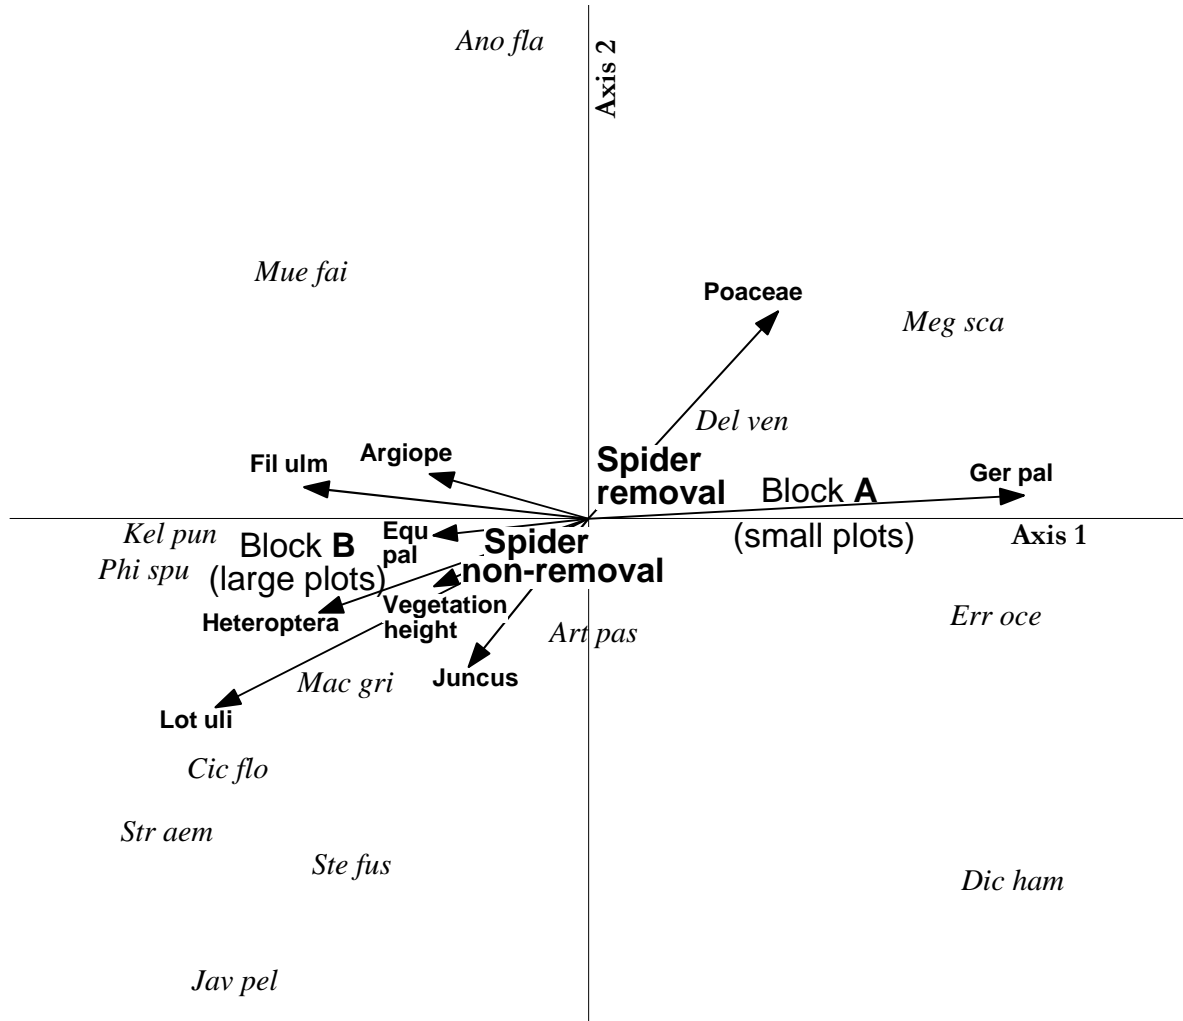 Ano fla
Axis 2
Mue fai
Poaceae
Meg sca
Del ven
Argiope
Fil ulm
Spider
removal
Block A
Ger pal
(small plots)
Axis 1
Kel pun
Phi spu
Block B
(large plots)
Equ
pal
Spider
non-removal
Heteroptera
Vegetation
height
Art pas
Err oce
Juncus
Mac gri
Lot uli
Cic flo
Str aem
Ste fus
Dic ham
Jav pel